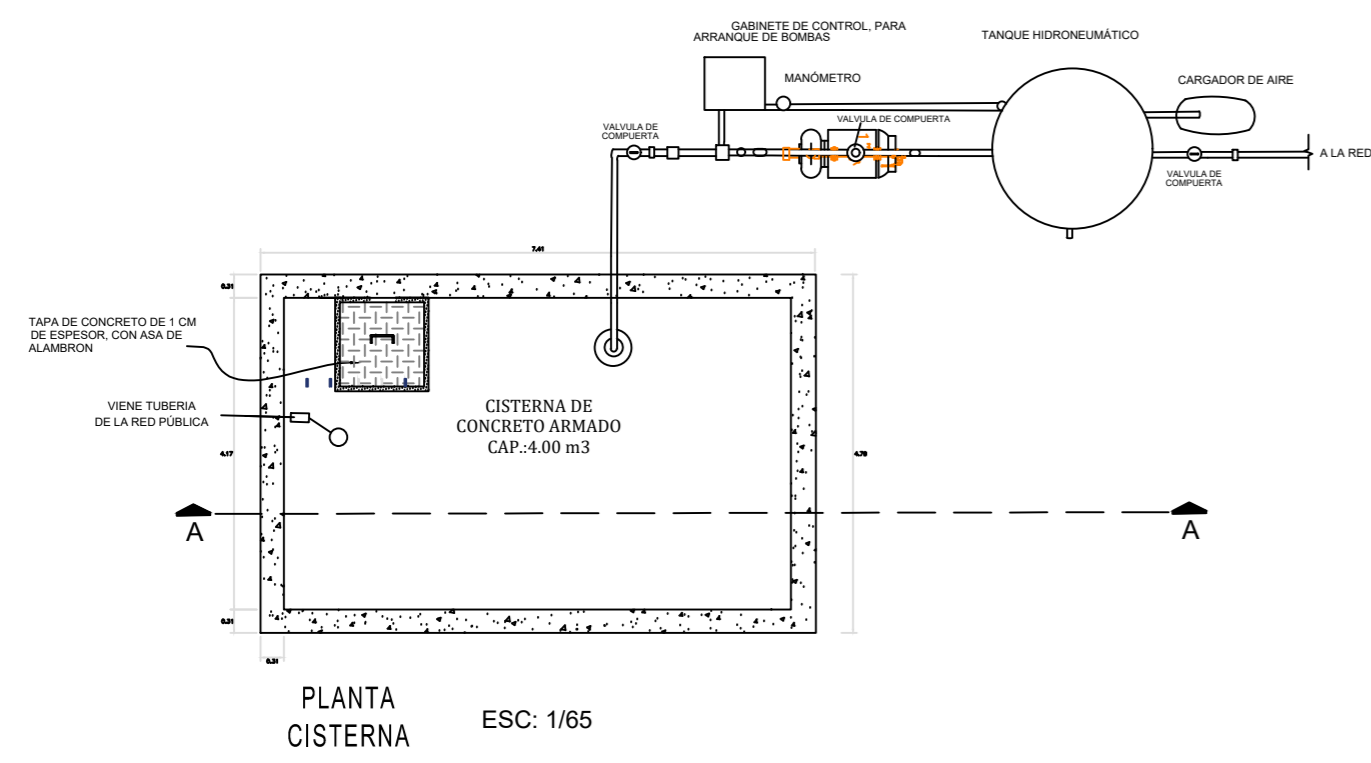 GABINETE DE CONTROL, PARA
ARRANQUE DE BOMBAS
TANQUE HIDRONEUMÁTICO
MANÓMETRO
CARGADOR DE AIRE
VALVULA DE
COMPUERTA
VALVULA DE COMPUERTA
A LA RED
VALVULA DE
COMPUERTA
7.41
0.31
TAPA DE CONCRETO DE 1 CM
DE ESPESOR, CON ASA DE
ALAMBRON
VIENE TUBERIA
DE LA RED PÚBLICA
CISTERNA DE
CONCRETO ARMADO
CAP.:4.00 m3
4.17
4.78
A
A
0.31
0.31
PLANTA
CISTERNA
ESC: 1/65